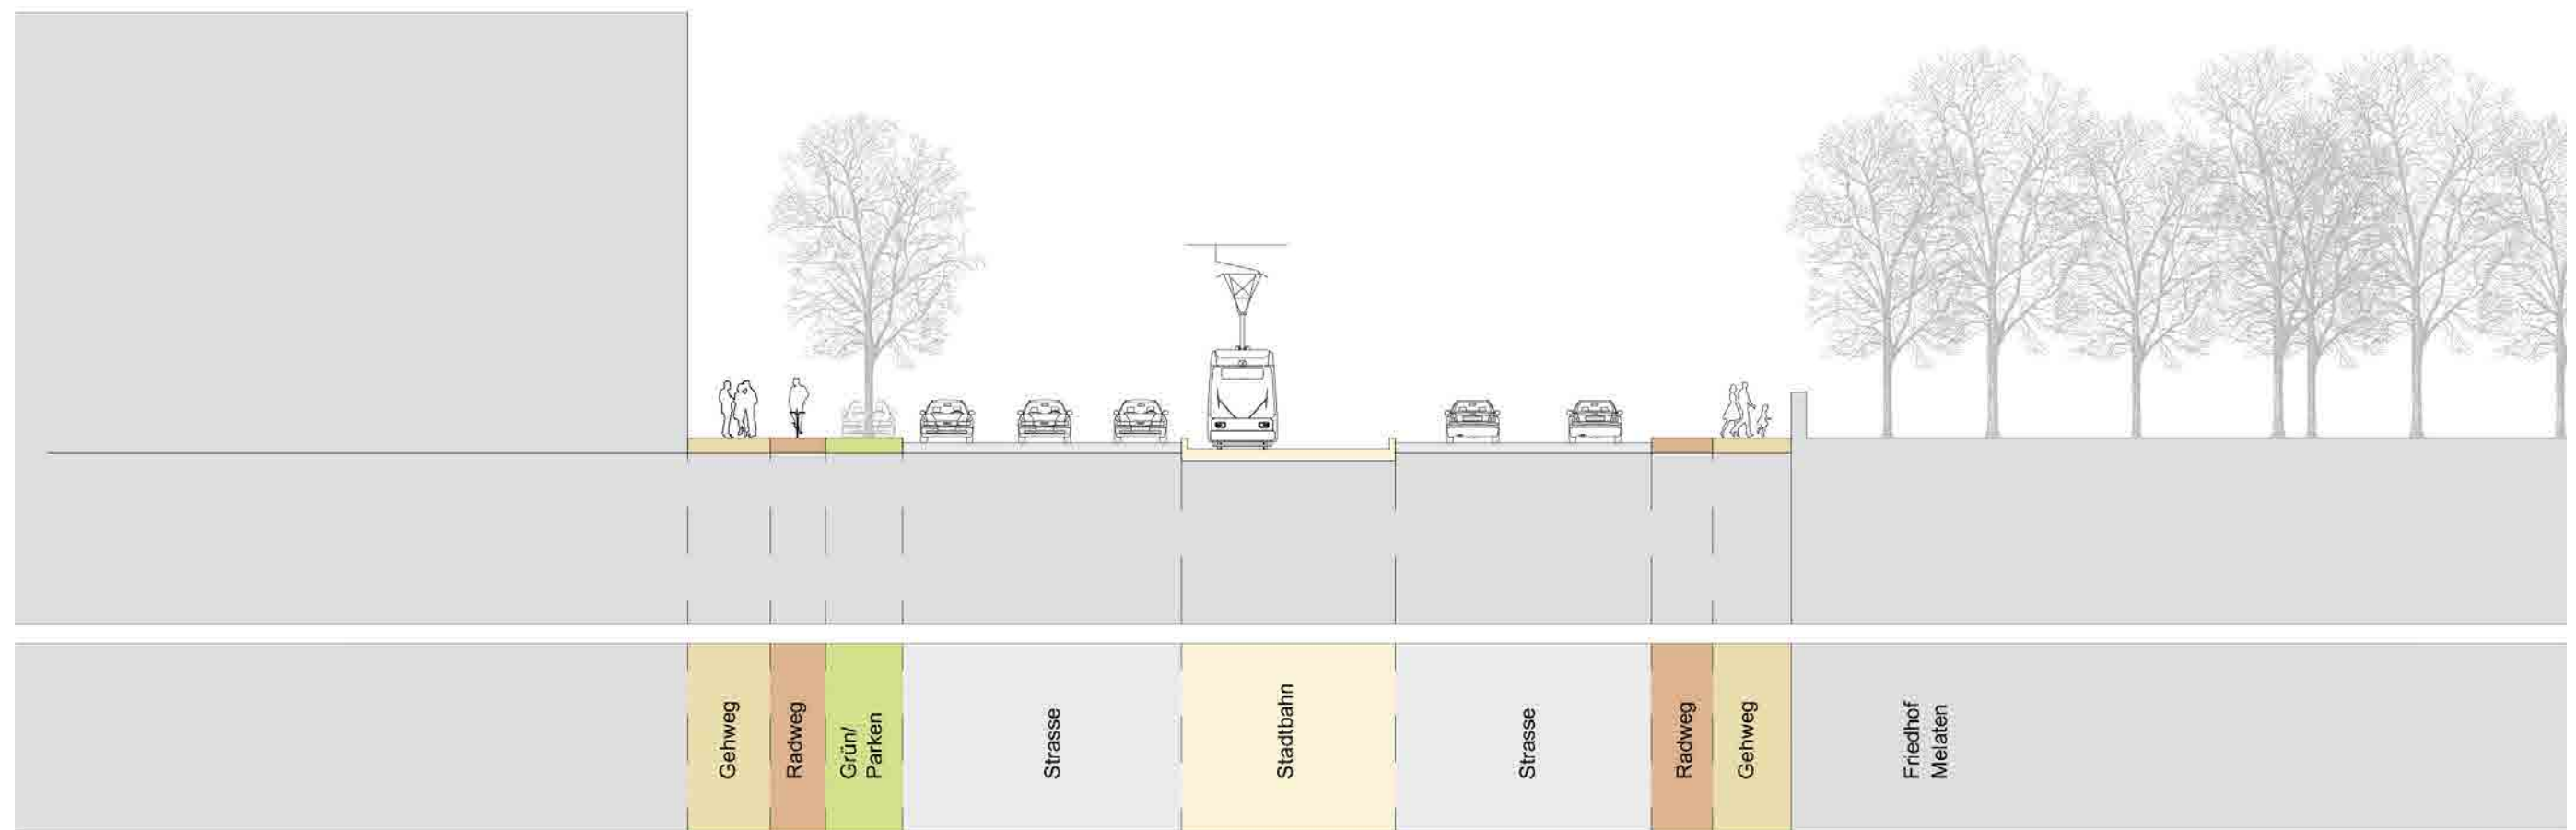 Gehweg
Radweg
Grün/
Parken
Strasse
Stadtbahn
Strasse
Radweg
Gehweg
Friedhof
Melaten